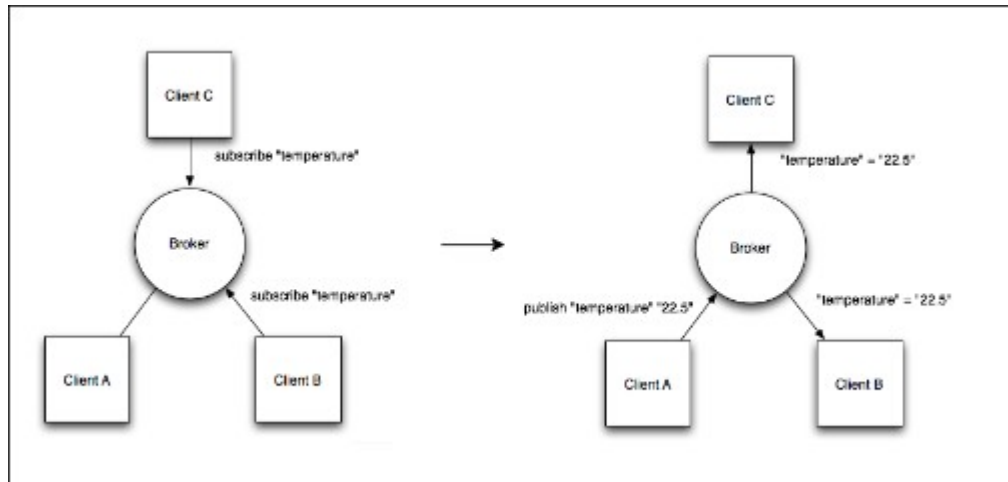 Client C
subscribe "temperature"
Broker
subscribe "temperature"
Client A
Client B
Client C
"temperature" = "22.5"
Broker
publish "temperature" "22.5"
"temperature" = "22.5"
Client A
Client B